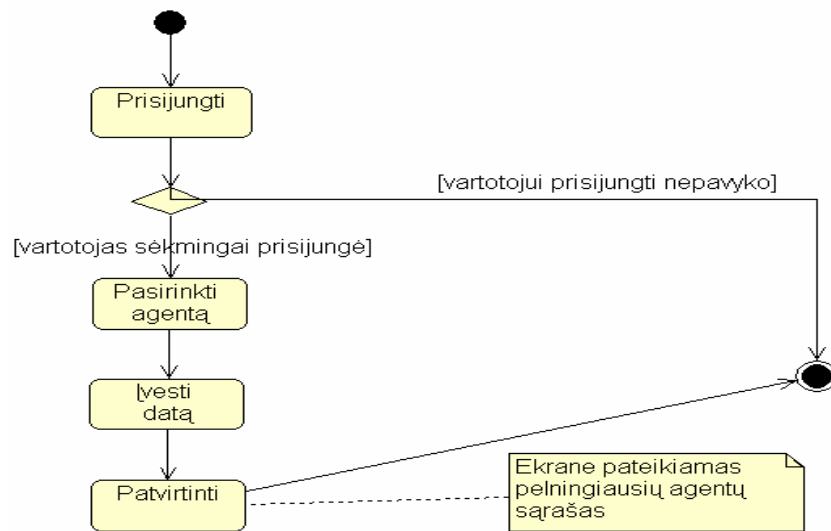 Prisijungti
[vartotojui prisijungti nepavyko]
[vartotojas sėkmingai prisijungė]
Pasirinkti
agentą
Įvesti
datą
Patvirtinti
Ekrane pateikiamas
pelningiausių agentų
sąrašas